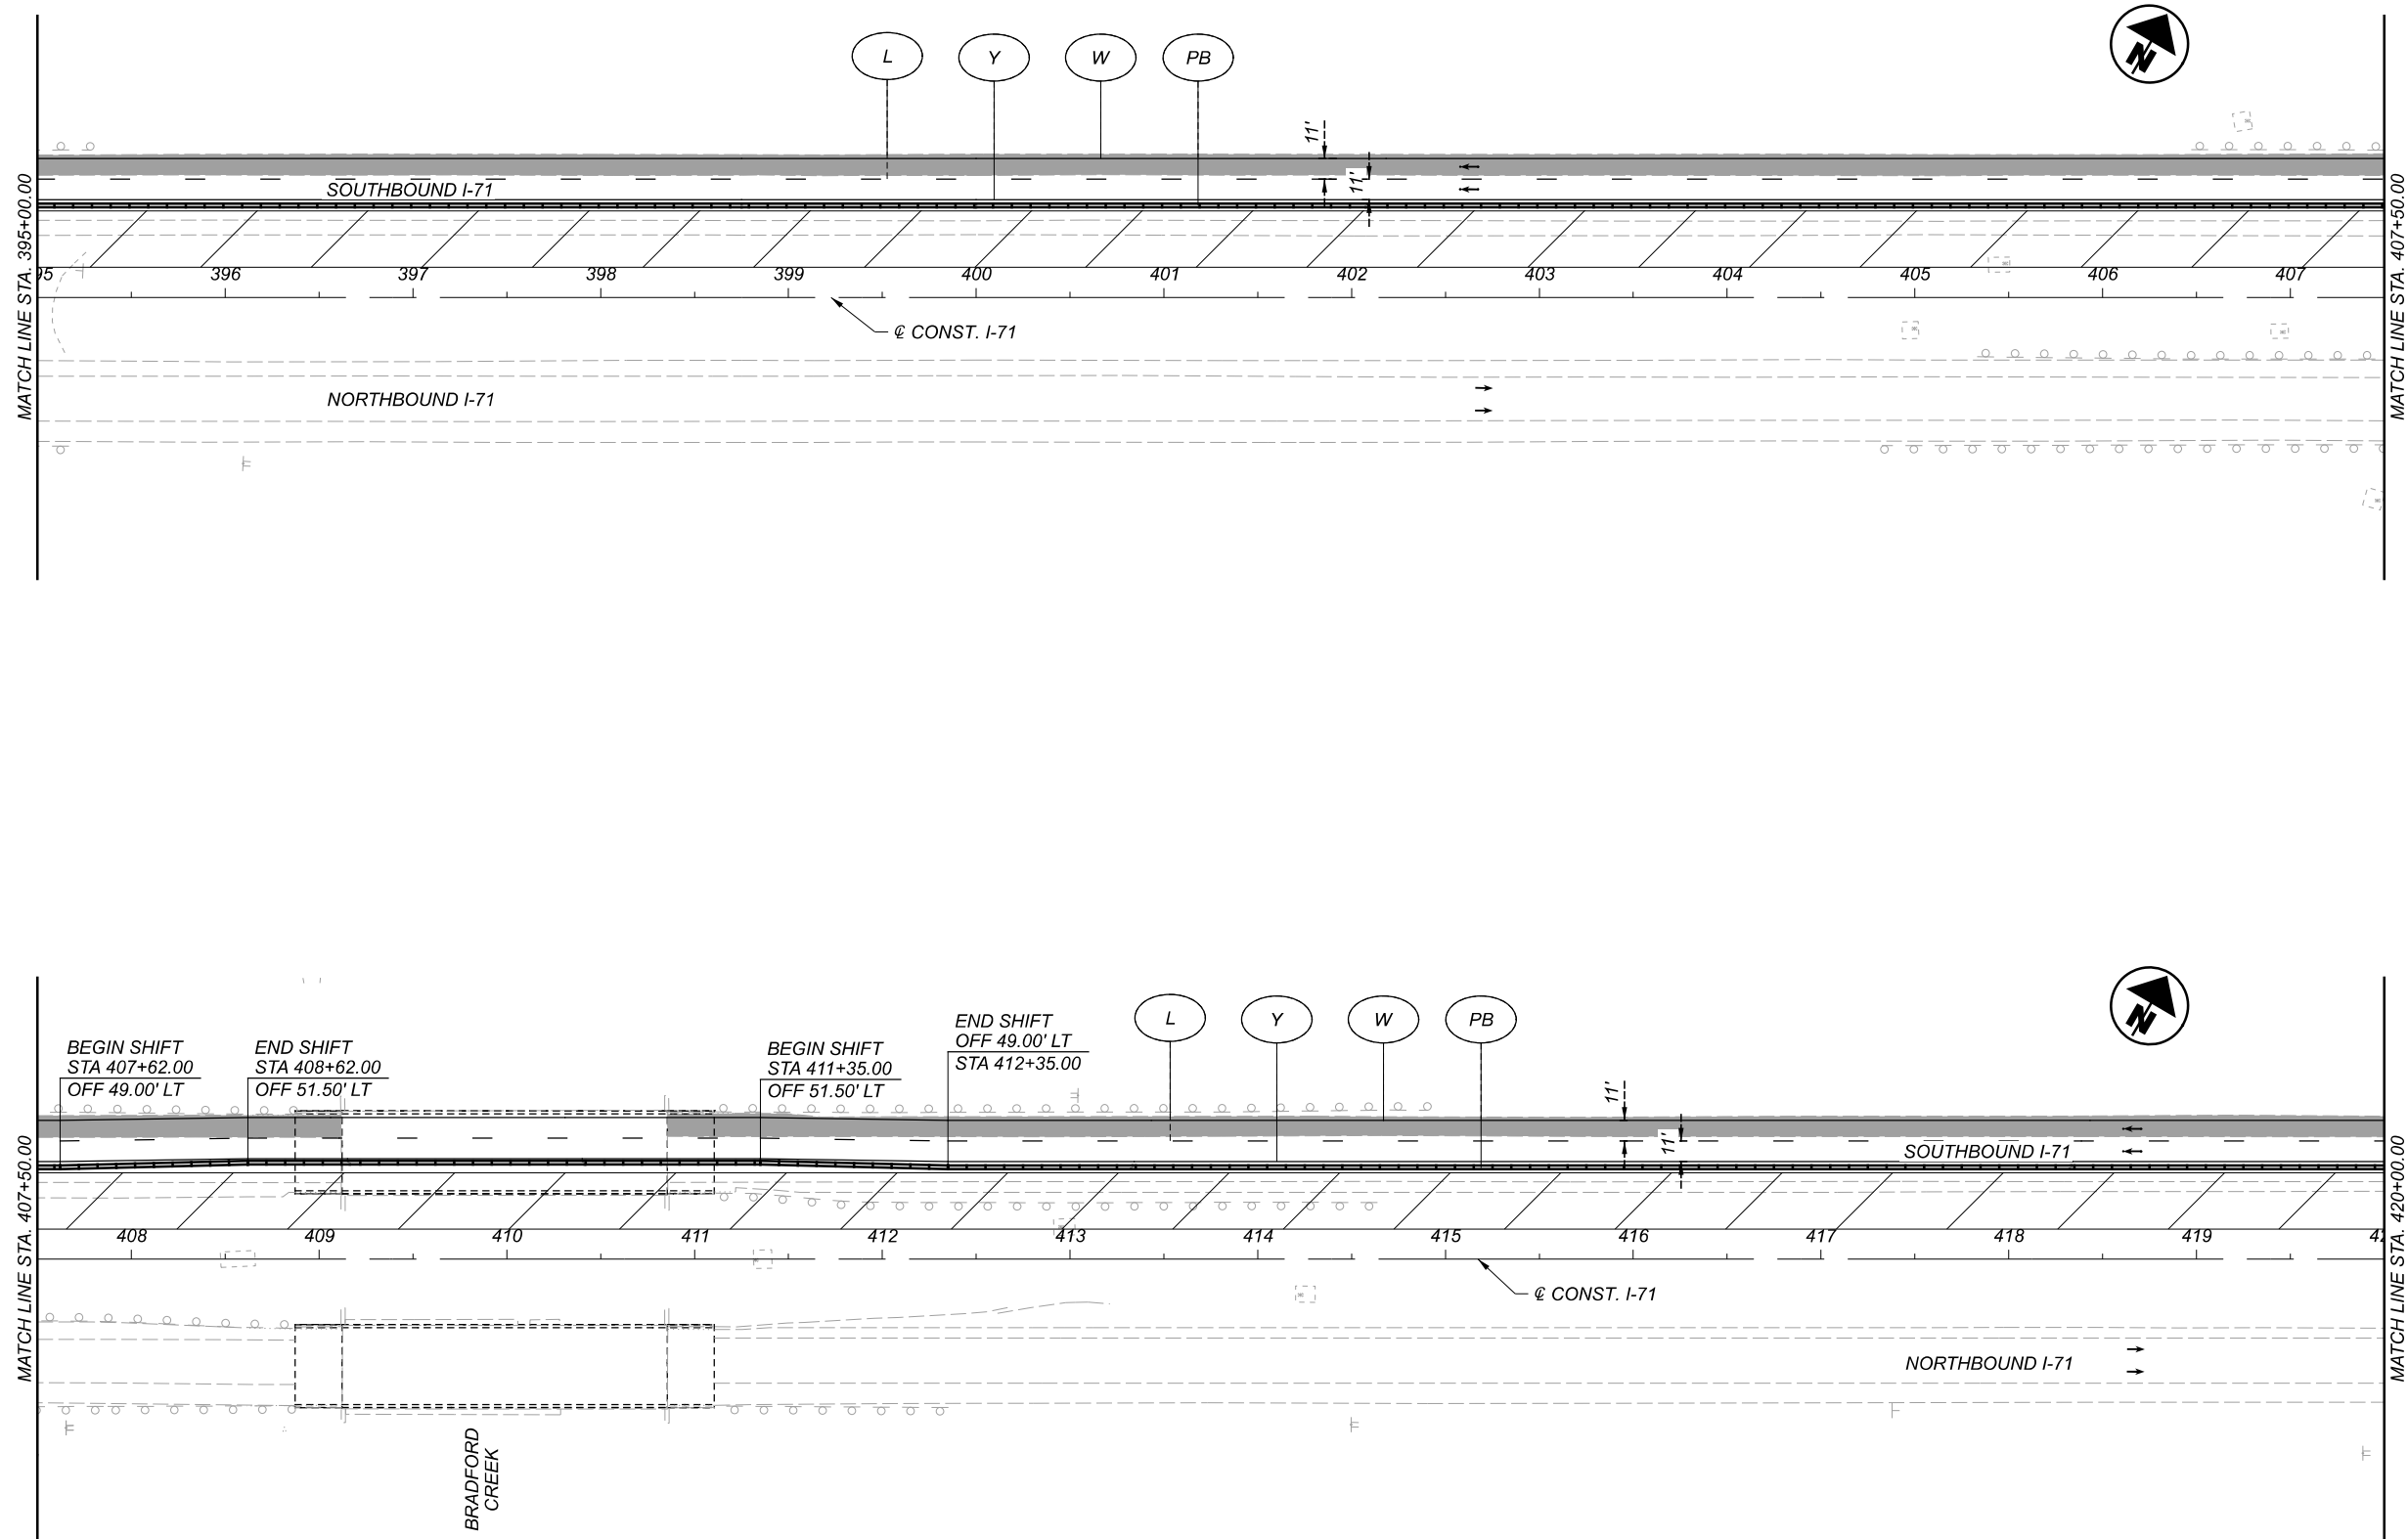 L Y W PB
N
11'
11'
SOUTHBOUND I-71
MATCH LINE STA. 395+00.00
MATCH LINE STA. 407+50.00
95 396 397 398 399 400 401 402 403 404 405 406 407
℄ CONST. I-71
NORTHBOUND I-71
BEGIN SHIFT
STA 407+62.00
OFF 49.00' LT
END SHIFT
STA 408+62.00
OFF 51.50' LT
BEGIN SHIFT
STA 411+35.00
OFF 51.50' LT
END SHIFT
OFF 49.00' LT
STA 412+35.00
L Y W PB
N
11'
11'
SOUTHBOUND I-71
MATCH LINE STA. 407+50.00
MATCH LINE STA. 420+00.00
408 409 410 411 412 413 414 415 416 417 418 419 42
℄ CONST. I-71
NORTHBOUND I-71
BRADFORD
CREEK